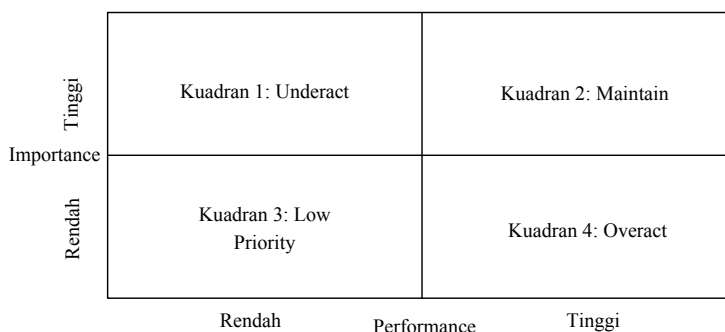 Tinggi
Kuadran 1: Underact
Kuadran 2: Maintain
Importance
Rendah
Kuadran 3: Low
Priority
Kuadran 4: Overact
Rendah
Performance
Tinggi